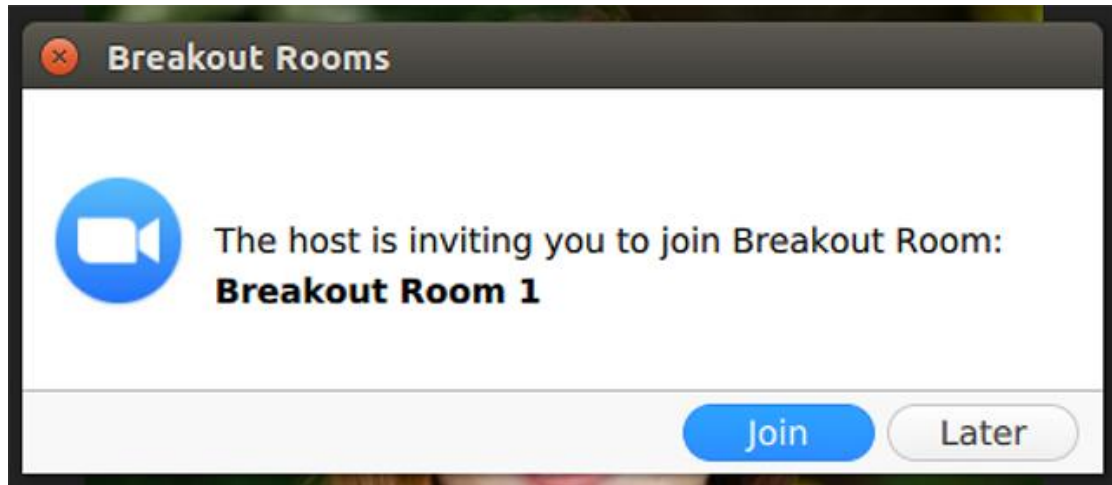 Breakout Rooms
The host is inviting you to join Breakout Room:
Breakout Room 1
Join Later